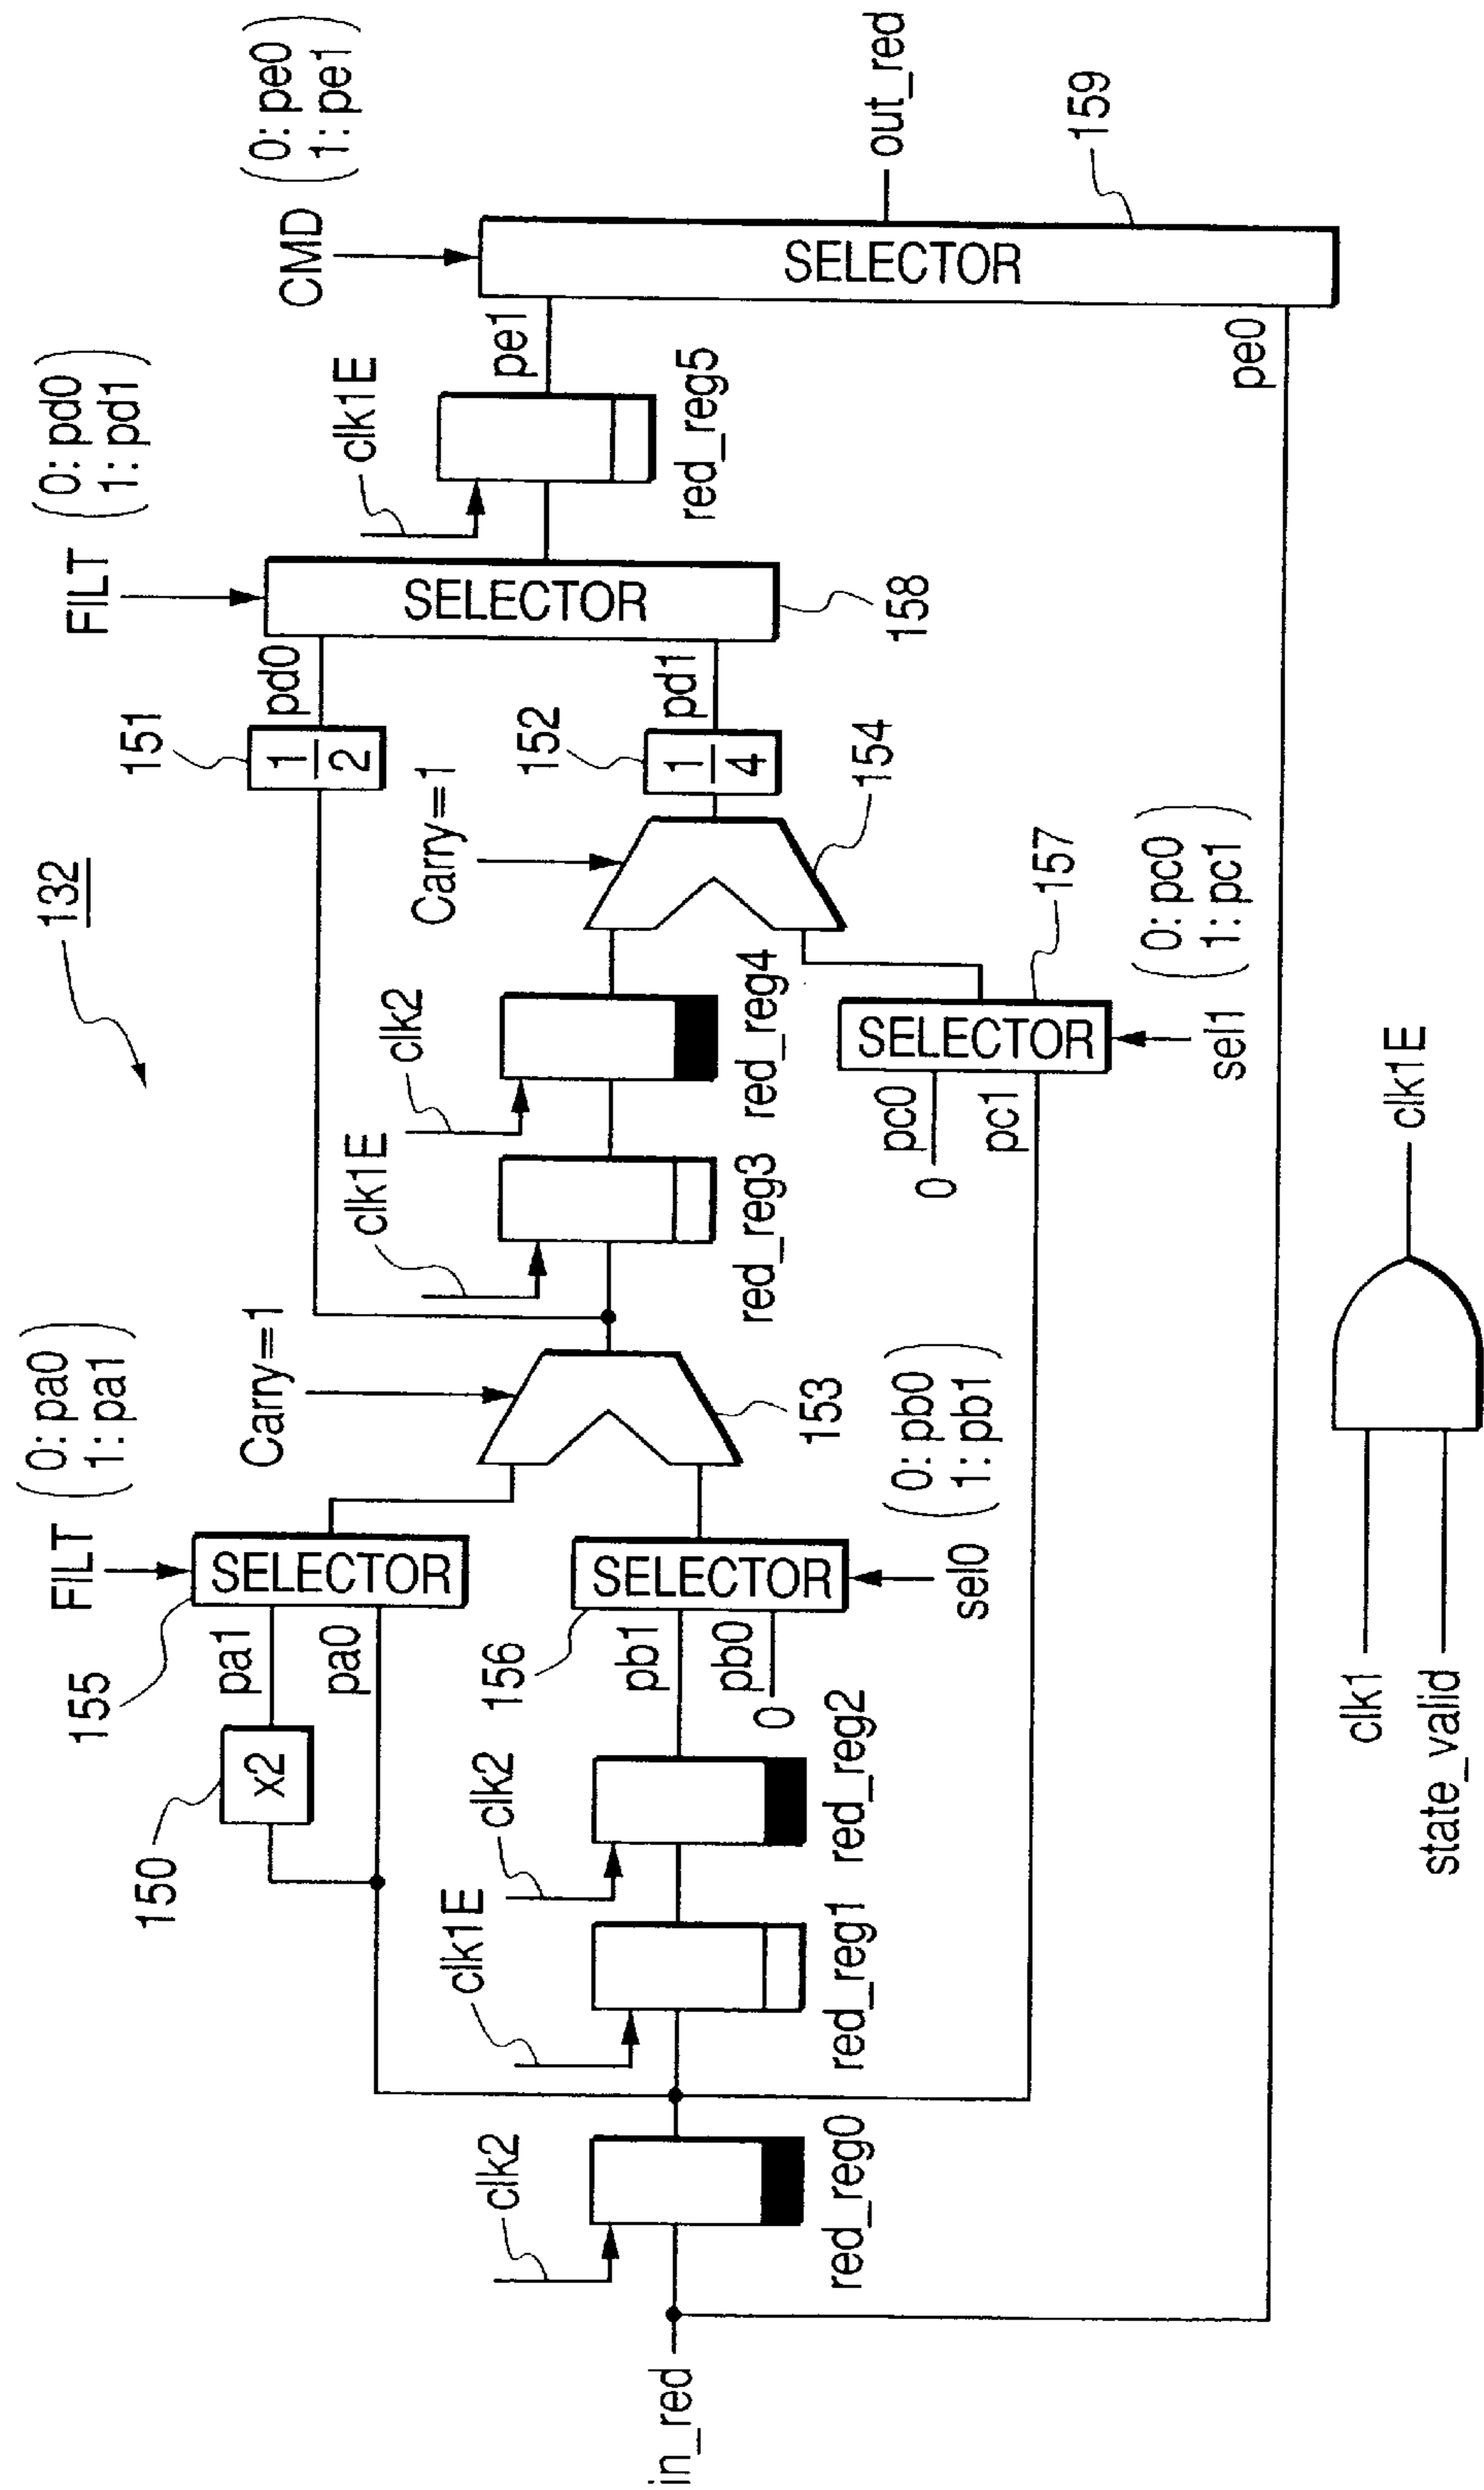 132
FILT
(0: pa0
1: pa1)
Carry=1
151
1
2
pd0
FILT
(0: pd0
1: pd1)
CMD
(0: pe0
1: pe1)
155
pa1
pa0
SELECTOR
150
x2
clk1E
clk2
red_reg3
red_reg4
Carry=1
154
152
1
4
pd1
SELECTOR
158
clk1E
red_reg5
pe1
SELECTOR
159
out_red
in_red
clk2
red_reg0
clk1E
red_reg1
clk2
red_reg2
156
pb1
pb0
0
SELECTOR
sel0
(0: pb0
1: pb1)
153
0
pc0
pc1
SELECTOR
sel1
157
(0: pc0
1: pc1)
pe0
clk1
state_valid
clk1E